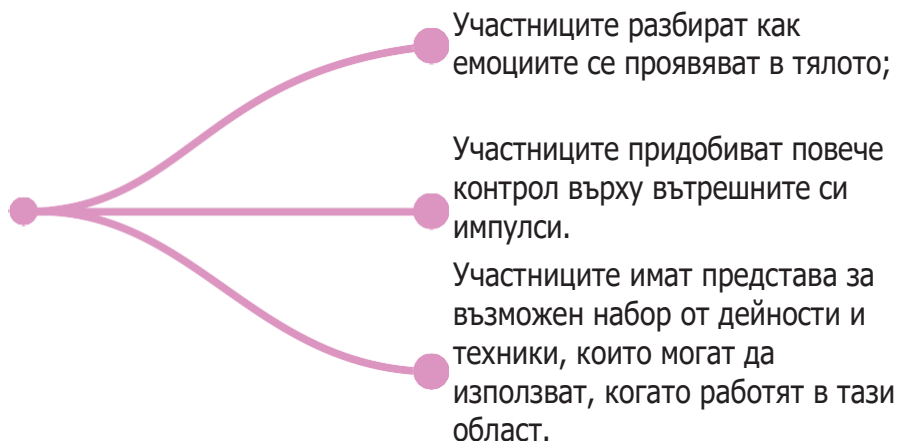 Участниците разбират как
емоциите се проявяват в тялото;
Участниците придобиват повече
контрол върху вътрешните си
импулси.
Участниците имат представа за
възможен набор от дейности и
техники, които могат да
използват, когато работят в тази
област.